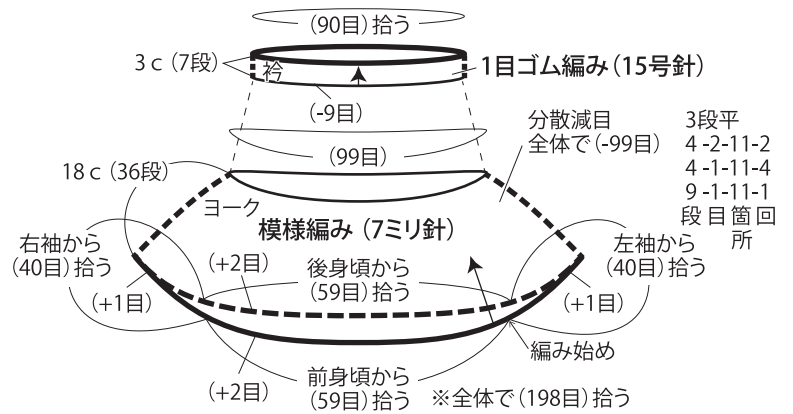 (90目)拾う
3c(7段)
衿
1目ゴム編み(15号針)
(-9目)
(99目)
分散減目
全体で(-99目)
3段平
4-2-11-2
4-1-11-4
9-1-11-1
段目箇回
所
18c(36段)
ヨーク
模様編み(7ミリ針)
右袖から
(40目)拾う
左袖から
(40目)拾う
(+2目)
後身頃から
(59目)拾う
(+1目)
(+1目)
編み始め
(+2目)
前身頃から
(59目)拾う
※全体で(198目)拾う